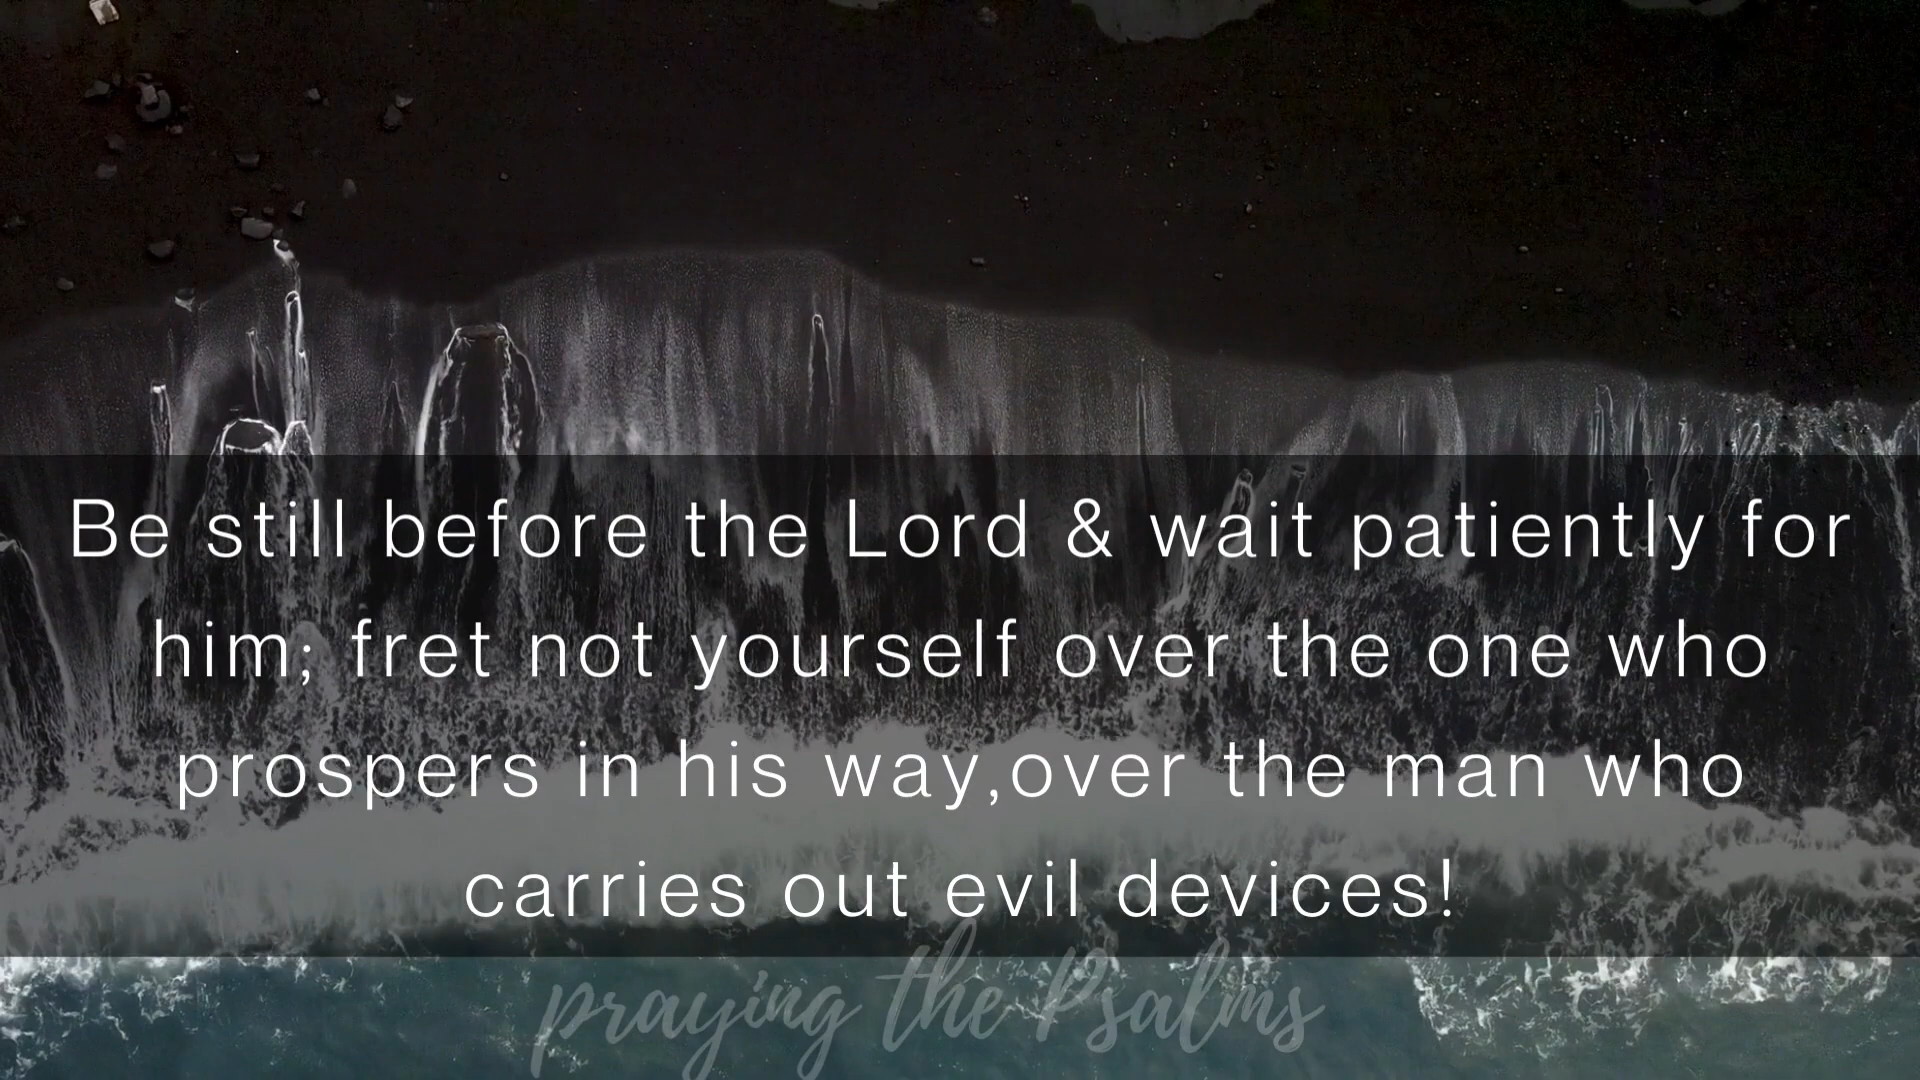 Be still before the Lord & wait patiently for
him; fret not yourself over the one who
prospers in his way,over the man who
carries out evil devices!
praying the Psalms